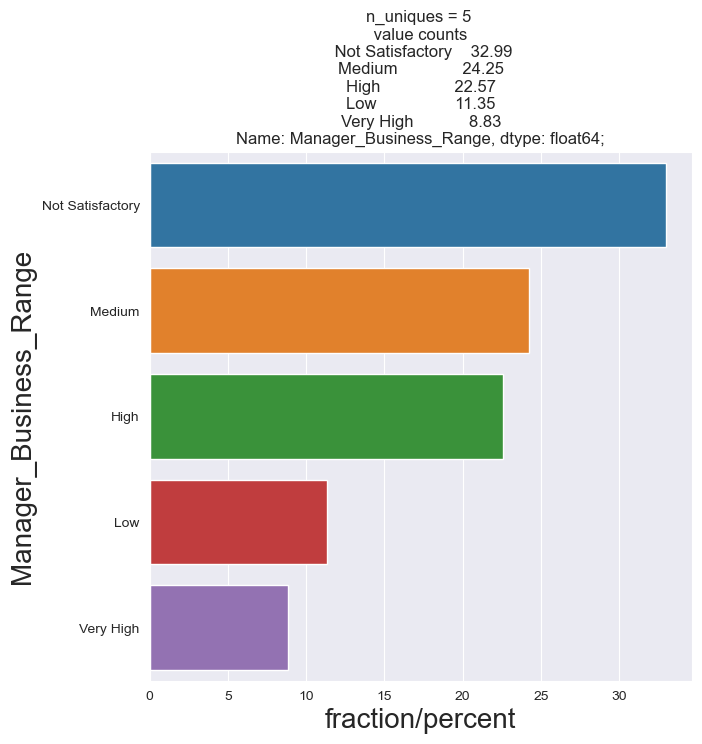 n_uniques = 5
value counts
Not Satisfactory 32.99
Medium 24.25
High 22.57
Low 11.35
Very High 8.83
Name: Manager_Business_Range, dtype: float64;
Manager_Business_Range
Not Satisfactory
Medium
High
Low
Very High
0 5 10 15 20 25 30
fraction/percent